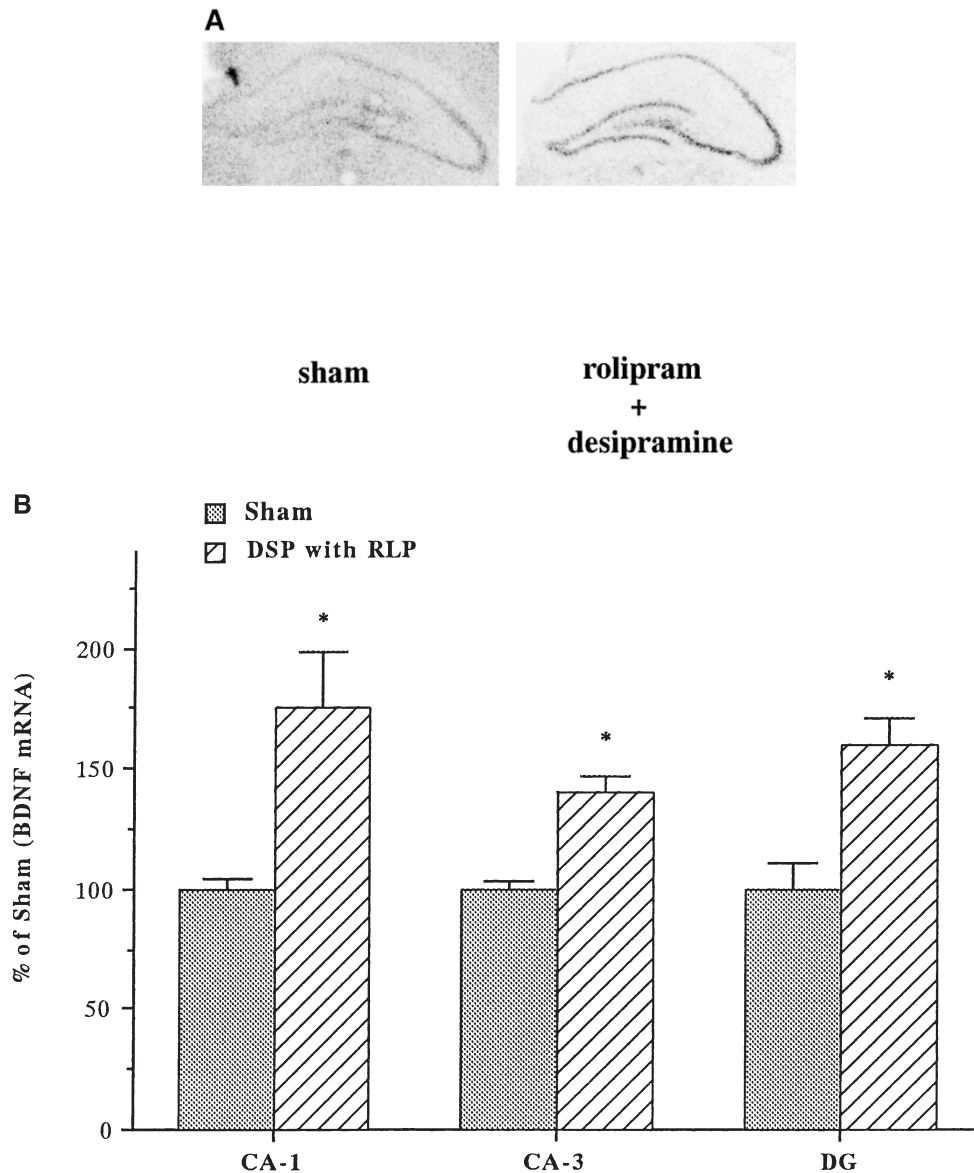 A
sham
rolipram
+
desipramine
B
Sham
DSP with RLP
% of Sham (BDNF mRNA)
200
150
100
50
0
*
*
*
CA-1
CA-3
DG